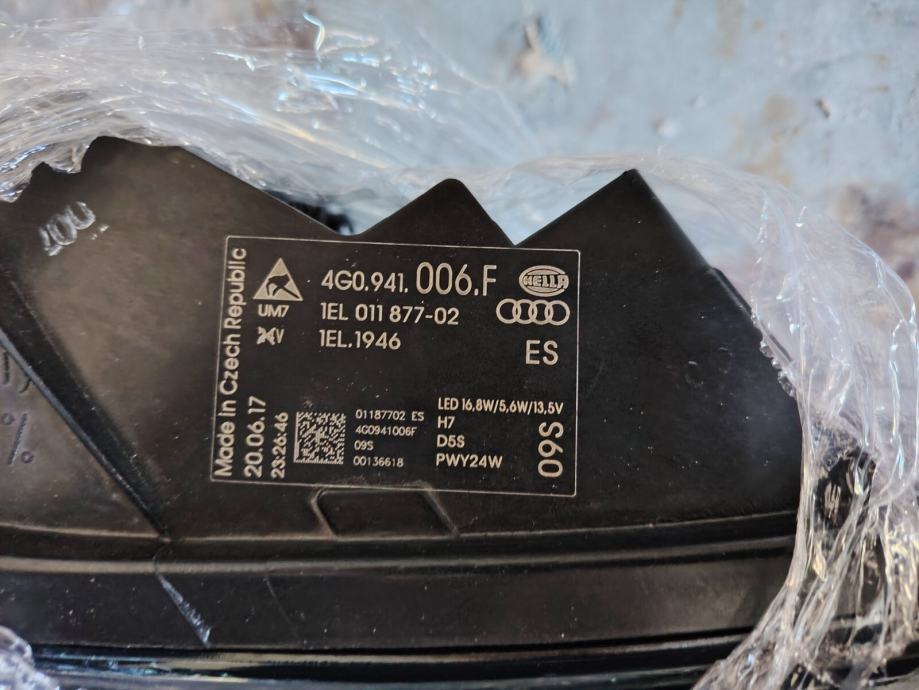 Made in Czech Republic
20.06.17
23:26:46
UM7
4G0.941. 006.F
1EL 011 877-02
1EL.1946
HELLA
ES
01187702 ES
4G0941006F
09S
00136618
LED 16,8W/5,6W/13,5V
H7
D5S
PWY24W
09S